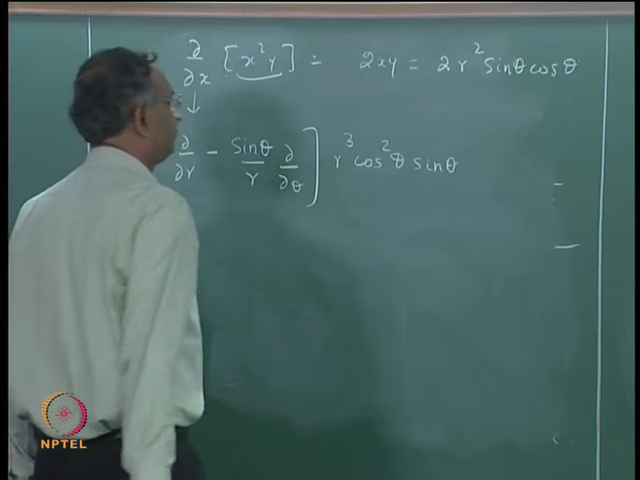 ∂/∂x [x²y] = 2xy = 2r² sinθ cosθ
↓
∂/∂r − sinθ/r ∂/∂θ] r³ cos²θ sinθ
NPTEL